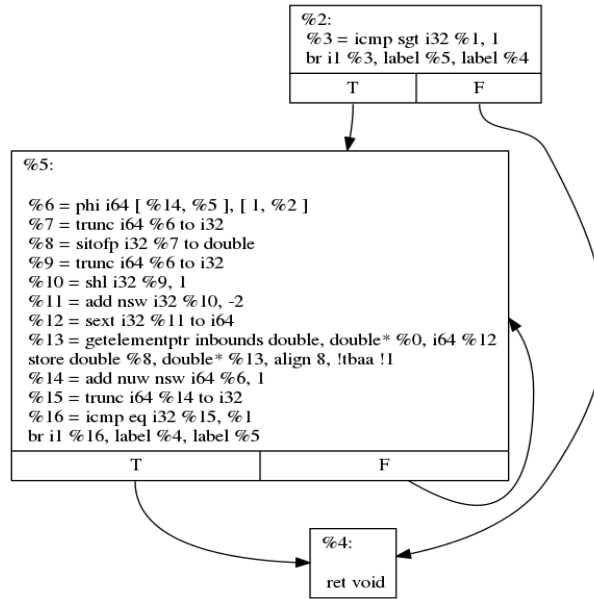 %2:
%3 = icmp sgt i32 %1, 1
br i1 %3, label %5, label %4
T
F
%5:
%6 = phi i64 [ %14, %5 ], [ 1, %2 ]
%7 = trunc i64 %6 to i32
%8 = sitofp i32 %7 to double
%9 = trunc i64 %6 to i32
%10 = shl i32 %9, 1
%11 = add nsw i32 %10, -2
%12 = sext i32 %11 to i64
%13 = getelementptr inbounds double, double* %0, i64 %12
store double %8, double* %13, align 8, !tbaa !1
%14 = add nuw nsw i64 %6, 1
%15 = trunc i64 %14 to i32
%16 = icmp eq i32 %15, %1
br i1 %16, label %4, label %5
T
F
%4:
ret void